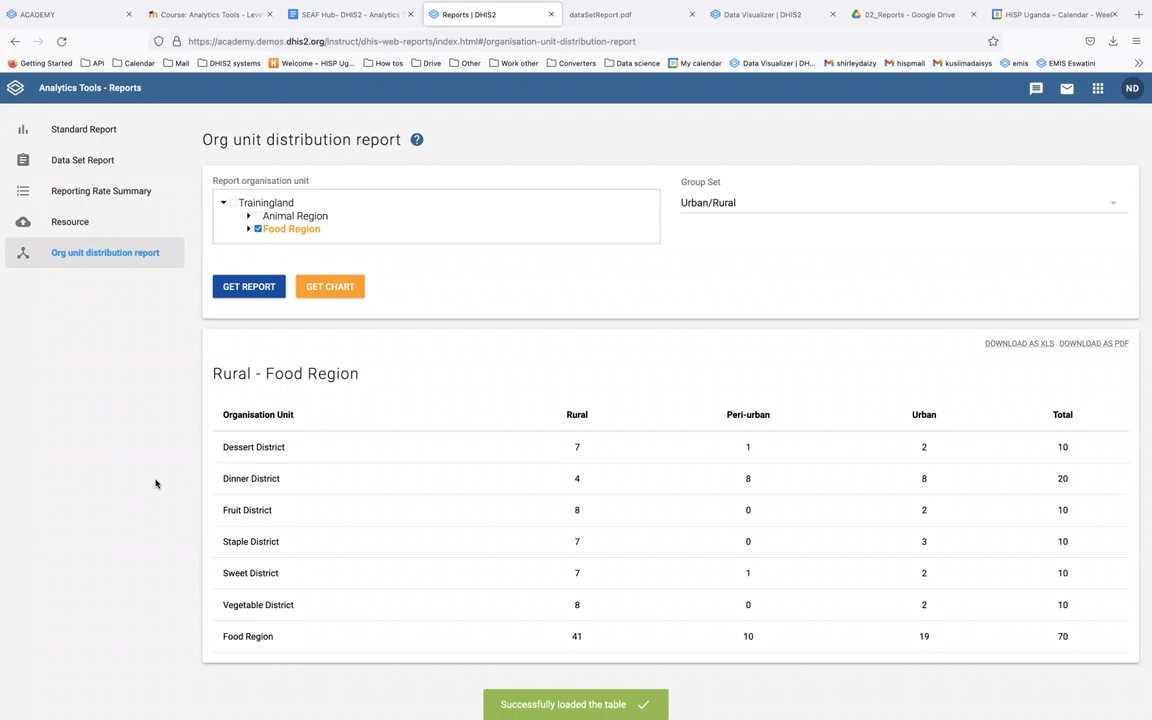 ACADEMY
Course: Analytics Tools - Level
SEAF Hub- DHIS2 - Analytics T
Reports | DHIS2
dataSetReport.pdf
Data Visualizer | DHIS2
02_Reports - Google Drive
HISP Uganda – Calendar - Week
https://academy.demos.dhis2.org/instruct/dhis-web-reports/index.html#/organisation-unit-distribution-report
Getting Started
API
Calendar
Mail
DHIS2 systems
Welcome – HISP Ug...
How tos
Drive
Other
Work other
Converters
Data science
My calendar
Data Visualizer | DH...
shirleydaizy
hispmail
kusiimadaisys
emis
EMIS Eswatini
Analytics Tools - Reports
ND
Standard Report
Data Set Report
Reporting Rate Summary
Resource
Org unit distribution report
Org unit distribution report ?
Report organisation unit
Trainingland
Animal Region
Food Region
Group Set
Urban/Rural
GET REPORT GET CHART
DOWNLOAD AS XLS DOWNLOAD AS PDF
Rural - Food Region
Organisation Unit Rural Peri-urban Urban Total
Dessert District 7 1 2 10
Dinner District 4 8 8 20
Fruit District 8 0 2 10
Staple District 7 0 3 10
Sweet District 7 1 2 10
Vegetable District 8 0 2 10
Food Region 41 10 19 70
Successfully loaded the table